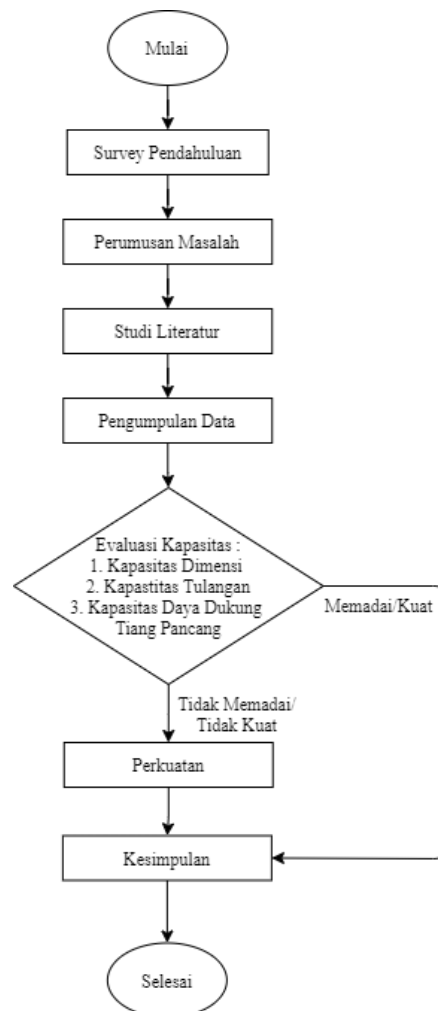 Mulai
Survey Pendahuluan
Perumusan Masalah
Studi Literatur
Pengumpulan Data
Evaluasi Kapasitas :
1. Kapasitas Dimensi
2. Kapastitas Tulangan
3. Kapasitas Daya Dukung
Tiang Pancang
Memadai/Kuat
Tidak Memadai/
Tidak Kuat
Perkuatan
Kesimpulan
Selesai